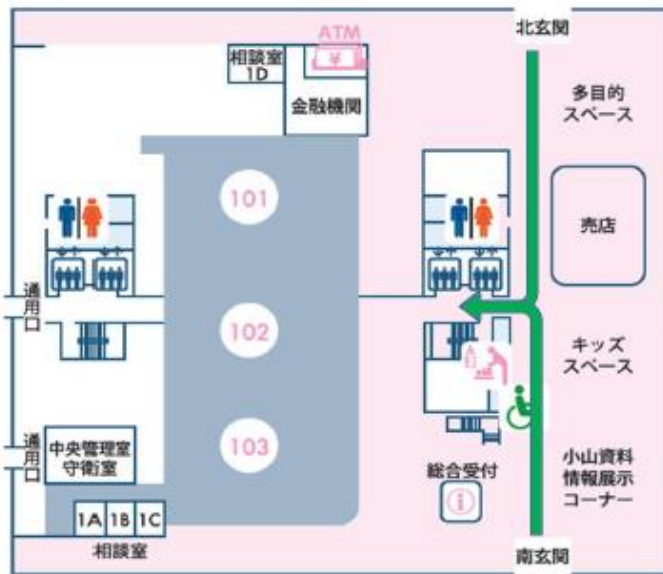 北玄関
ATM
¥
相談室
1D
金融機関
多目的
スペース
101
売店
通用口
102
キッズ
スペース
103
通用口
中央管理室
守衛室
総合受付
i
小山資料
情報展示
コーナー
1A 1B 1C
相談室
南玄関